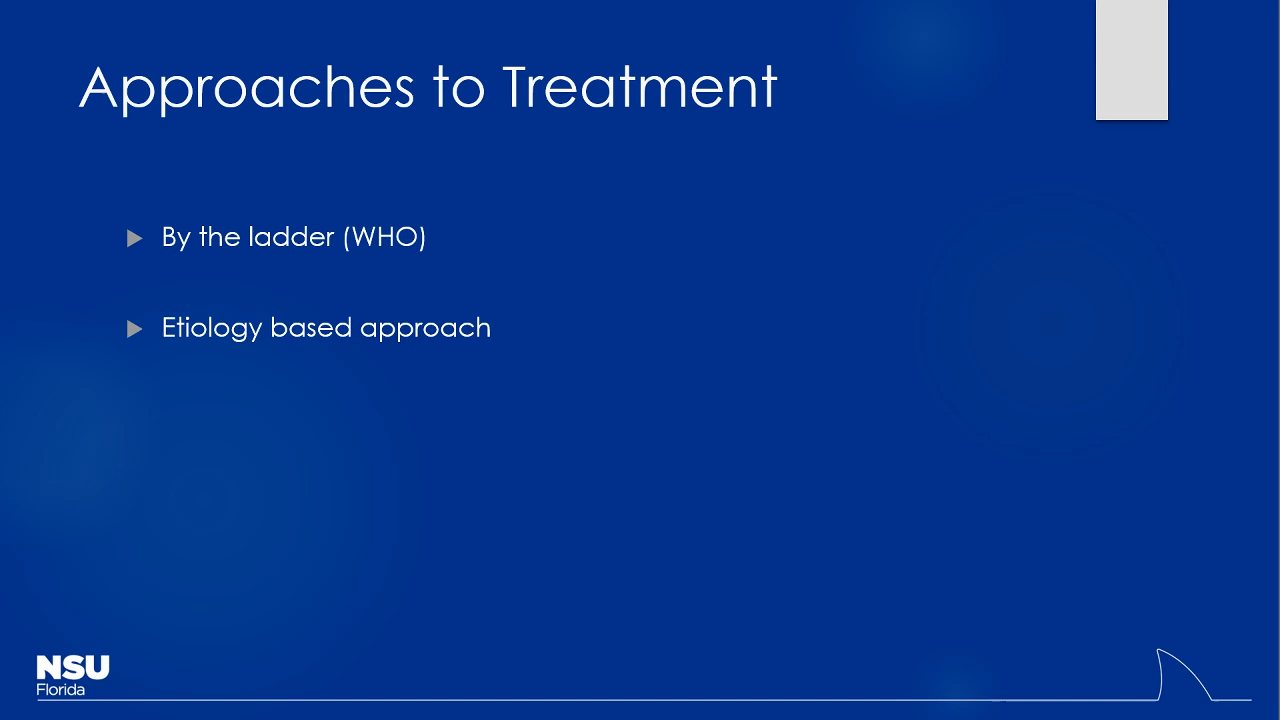 Approaches to Treatment
By the ladder (WHO)
Etiology based approach
NSU
Florida